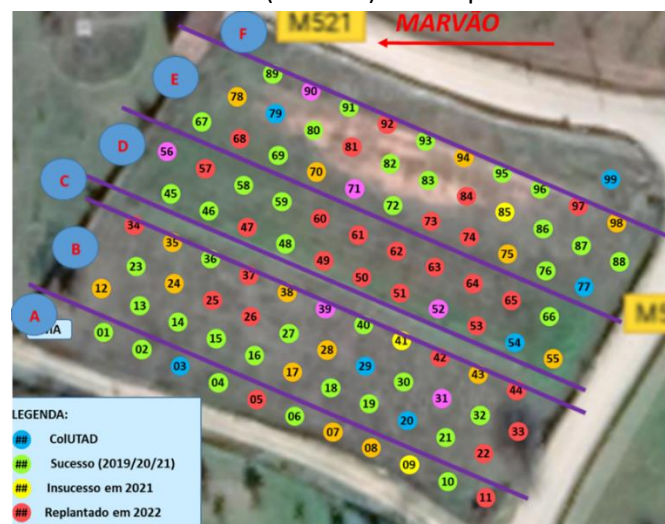 F
M521
MARVÃO
89 90 91 92 93 94 95 96 97 98 99
E
78 79 80 81 82 83 84 85 86 87 88
67 68 69 70 71 72 73 74 75 76 77
D
56 57 58 59 60 61 62 63 64 65 66
45 46 47 48 49 50 51 52 53 54 55
C
34 35 36 37 38 39 40 41 42 43 44
B
23 24 25 26 27 28 29 30 31 32 33
12 13 14 15 16 17 18 19 20 21 22
A
01 02 03 04 05 06 07 08 09 10 11
M5
LEGENDA:
## ColUTAD
## Sucesso (2019/20/21)
## Insucesso em 2021
## Replantado em 2022